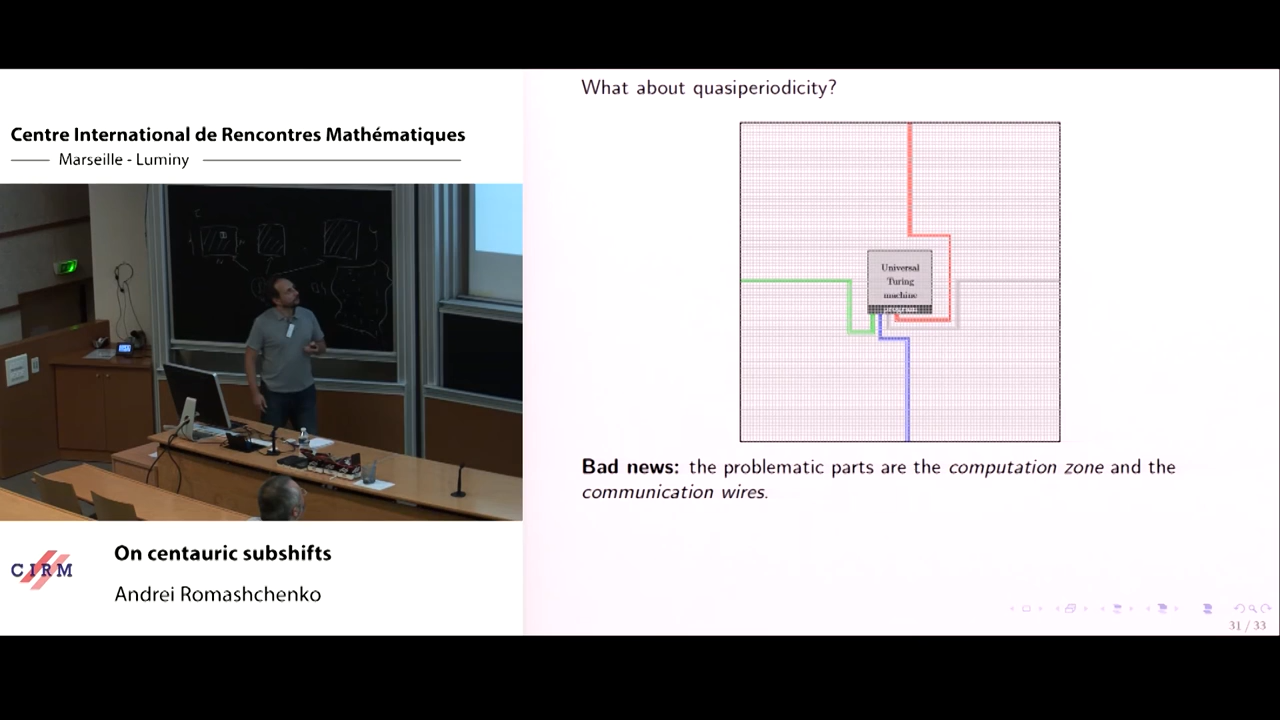 Centre International de Rencontres Mathématiques
Marseille - Luminy
On centauric subshifts
Andrei Romashchenko
CIRM
What about quasiperiodicity?
Universal
Turing
machine
program
Bad news: the problematic parts are the computation zone and the
communication wires.
31 / 33